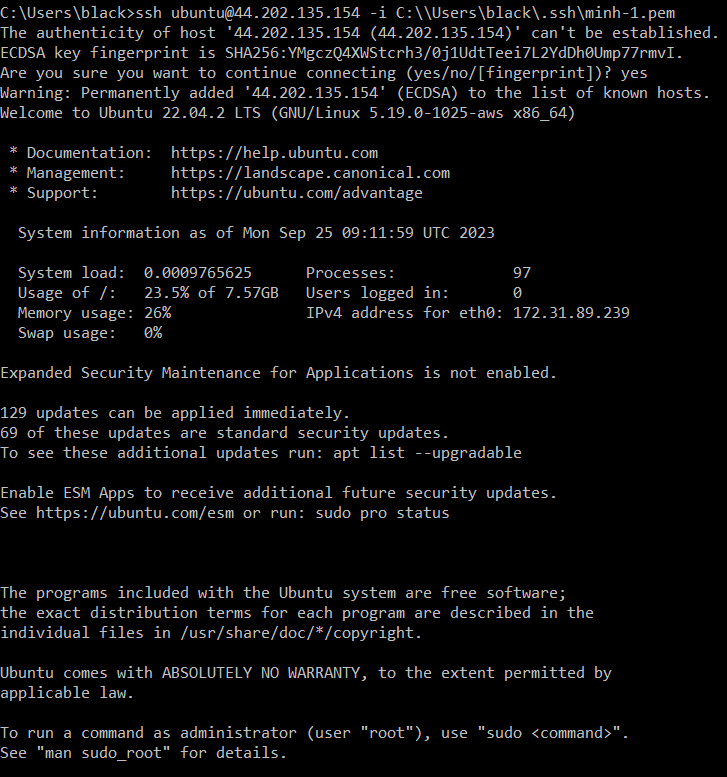 C:\Users\black>ssh ubuntu@44.202.135.154 -i C:\\Users\black\.ssh\minh-1.pem
The authenticity of host '44.202.135.154 (44.202.135.154)' can't be established.
ECDSA key fingerprint is SHA256:YMgczQ4XWStcrh3/0j1UdtTeei7L2YdDh0Ump77rmvI.
Are you sure you want to continue connecting (yes/no/[fingerprint])? yes
Warning: Permanently added '44.202.135.154' (ECDSA) to the list of known hosts.
Welcome to Ubuntu 22.04.2 LTS (GNU/Linux 5.19.0-1025-aws x86_64)

 * Documentation:  https://help.ubuntu.com
 * Management:     https://landscape.canonical.com
 * Support:        https://ubuntu.com/advantage

  System information as of Mon Sep 25 09:11:59 UTC 2023

  System load:  0.0009765625      Processes:             97
  Usage of /:   23.5% of 7.57GB   Users logged in:       0
  Memory usage: 26%               IPv4 address for eth0: 172.31.89.239
  Swap usage:   0%

Expanded Security Maintenance for Applications is not enabled.

129 updates can be applied immediately.
69 of these updates are standard security updates.
To see these additional updates run: apt list --upgradable

Enable ESM Apps to receive additional future security updates.
See https://ubuntu.com/esm or run: sudo pro status

The programs included with the Ubuntu system are free software;
the exact distribution terms for each program are described in the
individual files in /usr/share/doc/*/copyright.

Ubuntu comes with ABSOLUTELY NO WARRANTY, to the extent permitted by
applicable law.

To run a command as administrator (user "root"), use "sudo <command>".
See "man sudo_root" for details.